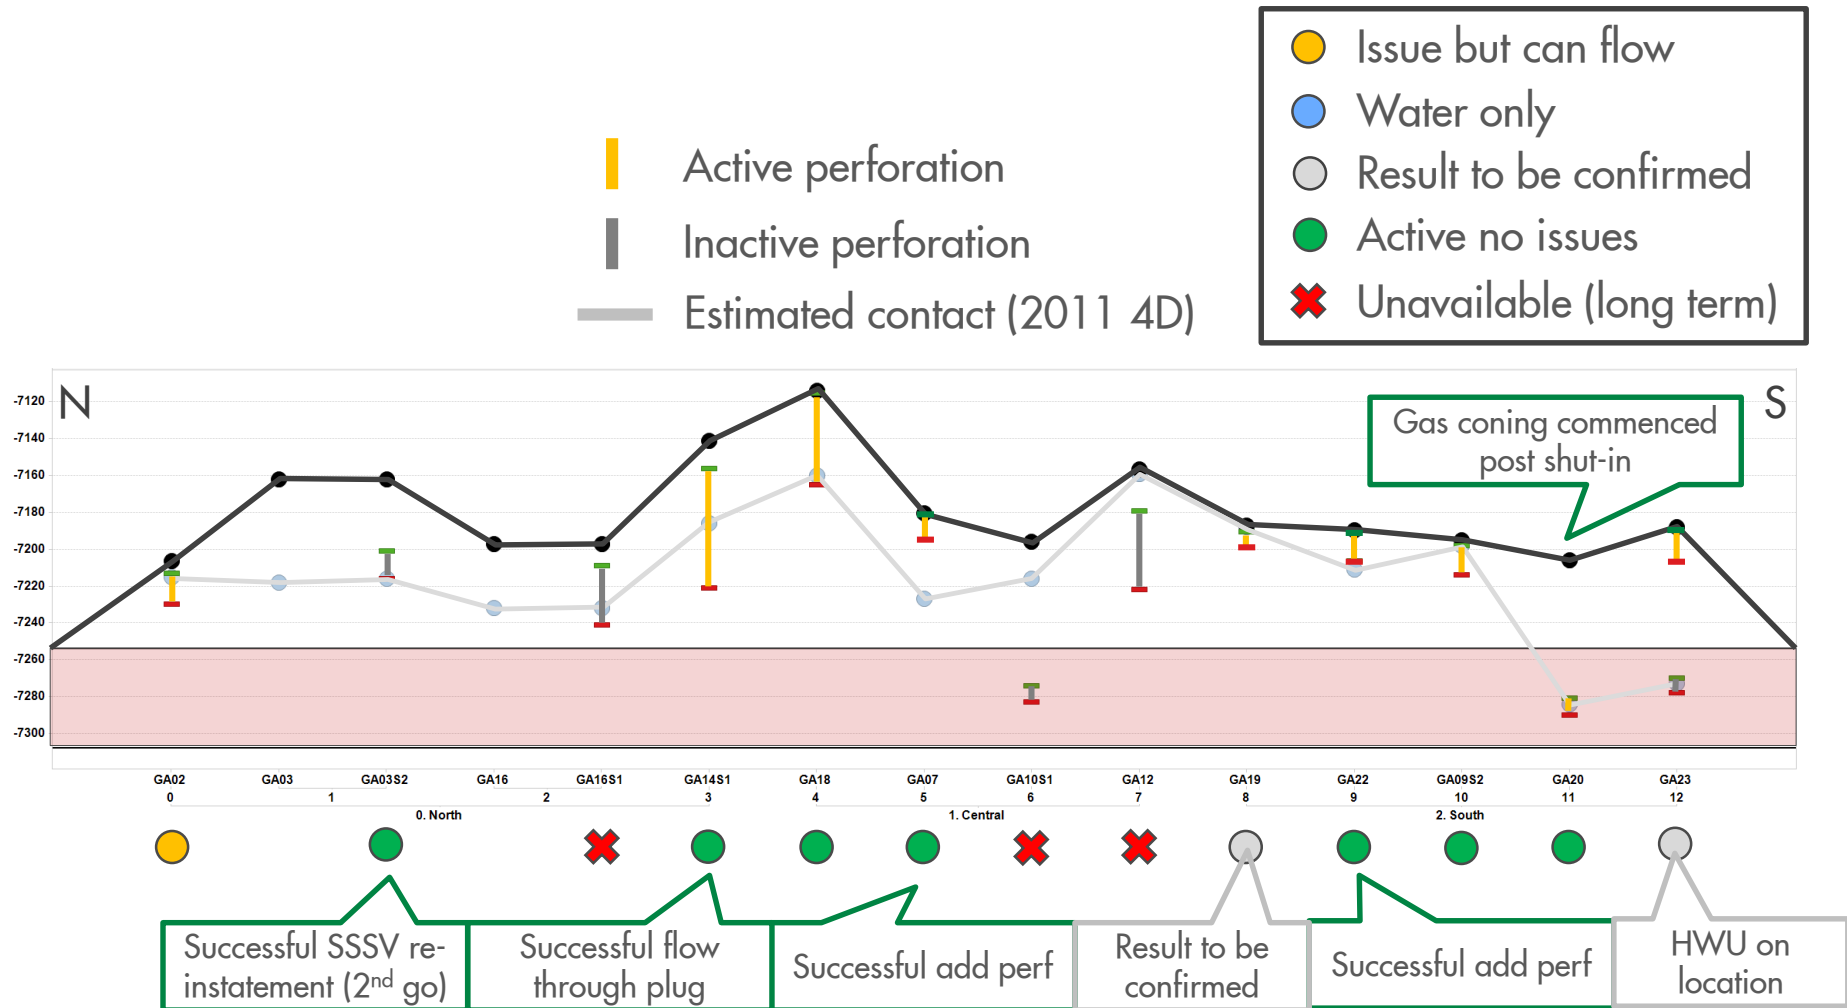 Issue but can flow
Water only
Result to be confirmed
Active no issues
Unavailable (long term)
Active perforation
Inactive perforation
Estimated contact (2011 4D)
N
S
Gas coning commenced
post shut-in
-7120
-7140
-7160
-7180
-7200
-7220
-7240
-7260
-7280
-7300
GA02 GA03 GA03S2 GA16 GA16S1 GA14S1 GA18 GA07 GA10S1 GA12 GA19 GA22 GA09S2 GA20 GA23
0 1 2 3 4 5 6 7 8 9 10 11 12
0. North 1. Central 2. South
Successful SSSV re-
instatement (2nd go)
Successful flow
through plug
Successful add perf
Result to be
confirmed
Successful add perf
HWU on
location